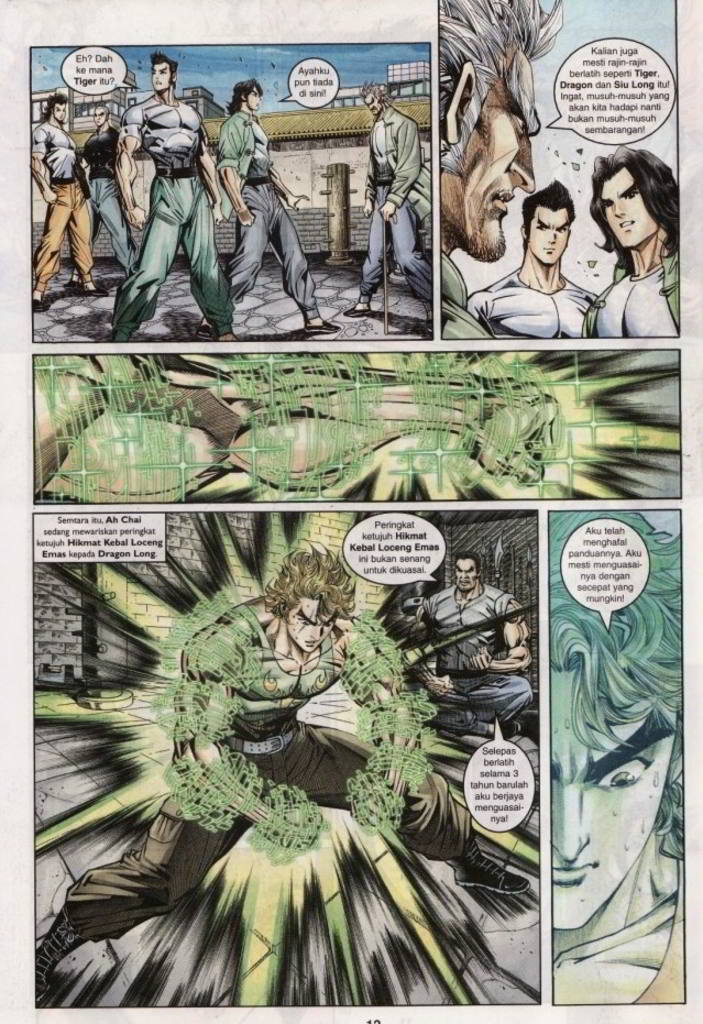 Eh? Dah
ke mana
Tiger itu?
Ayahku
pun tiada
di sini!
Kalian juga
mesti rajin-rajin
berlatih seperti Tiger,
Dragon dan Siu Long itu!
Ingat, musuh-musuh yang
akan kita hadapi nanti
bukan musuh-musuh
sembarangan!
Semtara itu, Ah Chai
sedang mewariskan peringkat
ketujuh Hikmat Kebal Loceng
Emas kepada Dragon Long.
Peringkat
ketujuh Hikmat
Kebal Loceng Emas
ini bukan senang
untuk dikuasai.
Selepas
berlatih
selama 3
tahun barulah
aku berjaya
menguasai-
nya!
Aku telah
menghafal
panduannya. Aku
mesti menguasai-
nya dengan
secepat yang
mungkin!